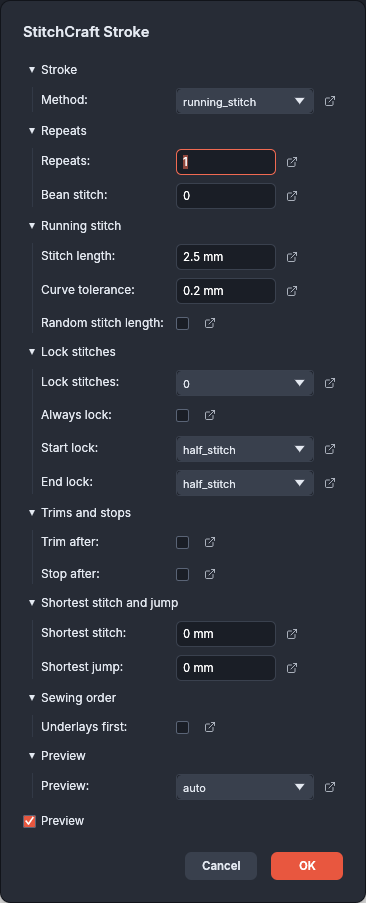 StitchCraft Stroke
Stroke
Method: running_stitch
Repeats
Repeats: 1
Bean stitch: 0
Running stitch
Stitch length: 2.5 mm
Curve tolerance: 0.2 mm
Random stitch length:
Lock stitches
Lock stitches: 0
Always lock:
Start lock: half_stitch
End lock: half_stitch
Trims and stops
Trim after:
Stop after:
Shortest stitch and jump
Shortest stitch: 0 mm
Shortest jump: 0 mm
Sewing order
Underlays first:
Preview
Preview: auto
Preview
Cancel OK